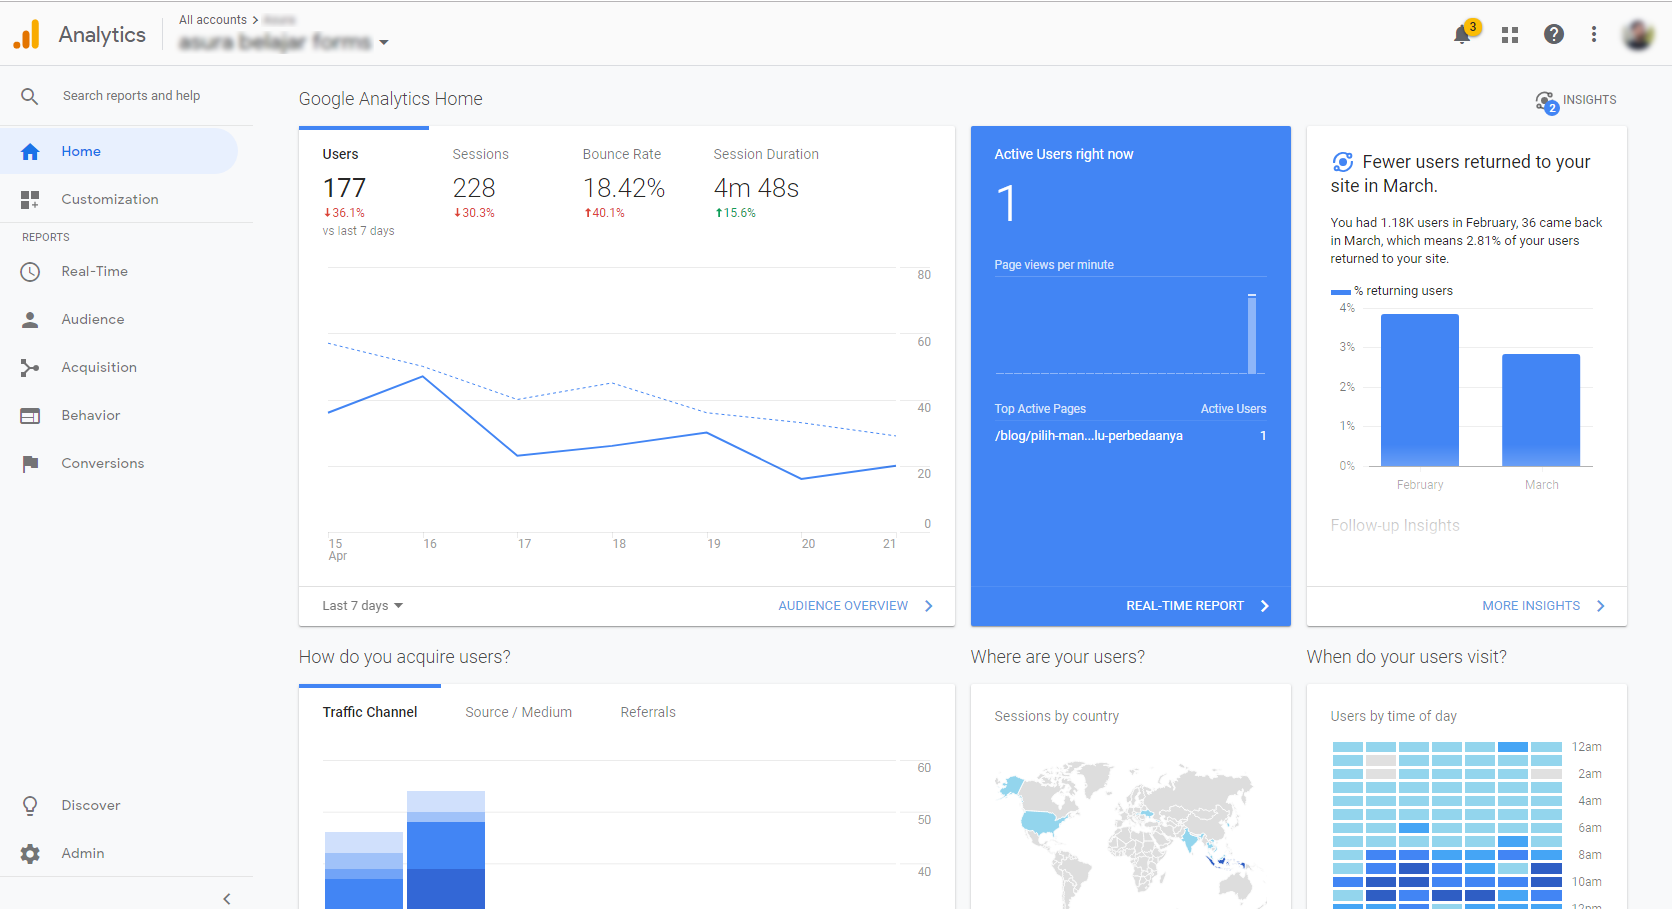 All accounts >
Analytics
3
Search reports and help
Home
Customization
REPORTS
Real-Time
Audience
Acquisition
Behavior
Conversions
Discover
Admin
Google Analytics Home
INSIGHTS
2
Users
177
36.1%
vs last 7 days
Sessions
228
30.3%
Bounce Rate
18.42%
40.1%
Session Duration
4m 48s
15.6%
80
60
40
20
0
15 16 17 18 19 20 21
Apr
Last 7 days
AUDIENCE OVERVIEW
Active Users right now
1
Page views per minute
Top Active Pages Active Users
/blog/pilih-man...lu-perbedaanya 1
REAL-TIME REPORT
Fewer users returned to your
site in March.
You had 1.18K users in February, 36 came back
in March, which means 2.81% of your users
returned to your site.
% returning users
4%
3%
2%
1%
0%
February March
Follow-up Insights
MORE INSIGHTS
How do you acquire users?
Traffic Channel Source / Medium Referrals
60
50
40
Where are your users?
Sessions by country
When do your users visit?
Users by time of day
12am
2am
4am
6am
8am
10am
12pm